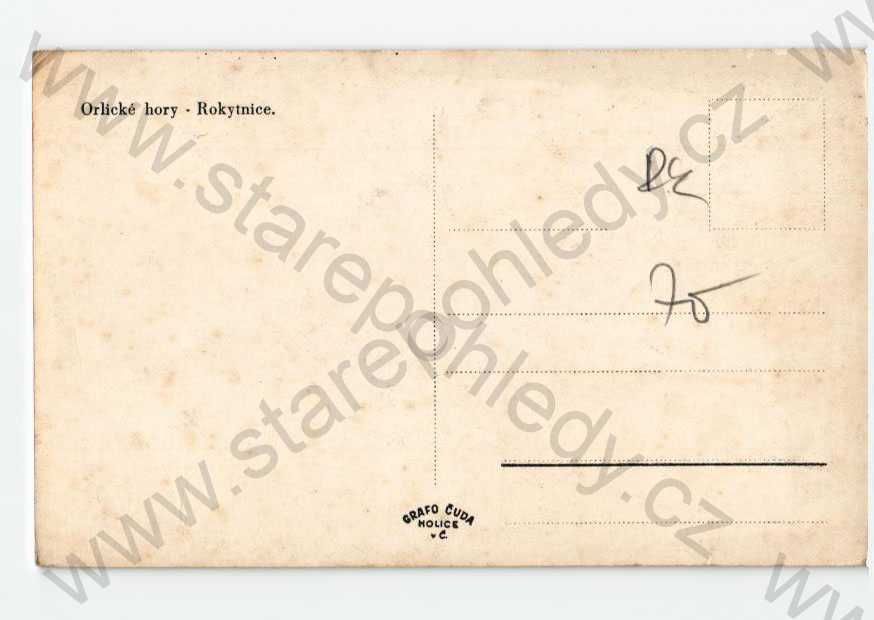 Orlické hory - Rokytnice.
70
GRAFO ČUDA
HOLICE
v Č.
www.starepohledy.cz
www.starepohledy.cz